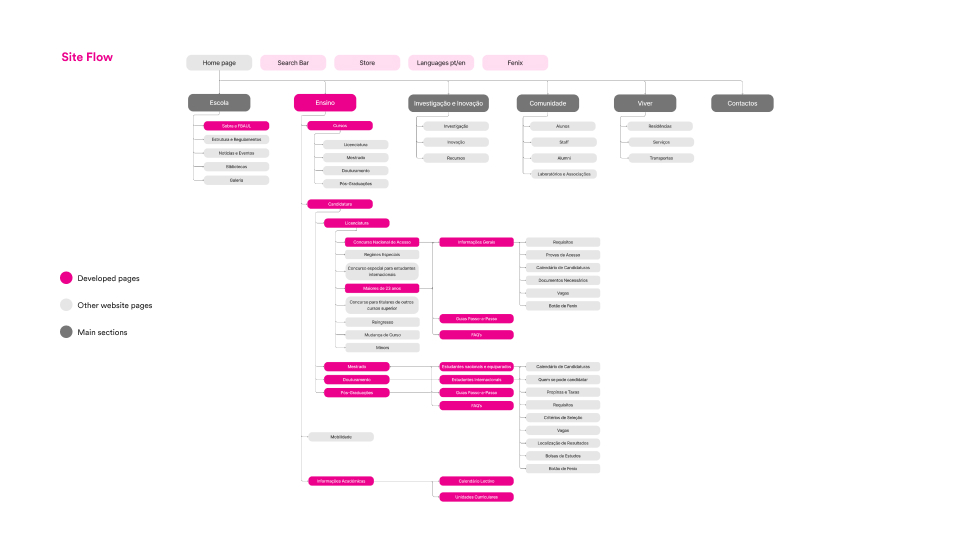 Site Flow
Home page
Search Bar
Store
Languages pt/en
Fenix
Escola
Ensino
Investigação e Inovação
Comunidade
Viver
Contactos
Sobre a FBAUL
Estrutura e Regulamentos
Notícias e Eventos
Bibliotecas
Galeria
Cursos
Licenciatura
Mestrado
Doutoramento
Pós-Graduações
Investigação
Inovação
Recursos
Alunos
Staff
Alumni
Laboratórios e Associações
Residências
Serviços
Transportes
Candidatura
Licenciatura
Concurso Nacional de Acesso
Regimes Especiais
Concurso especial para estudantes
internacionais
Maiores de 23 anos
Concurso para titulares de outros
cursos superior
Reingresso
Mudança de Curso
Minors
Informações Gerais
Guias Passo-a-Passo
FAQ's
Requisitos
Provas de Acesso
Calendário de Candidaturas
Documentos Necessários
Vagas
Botão de Fenix
Developed pages
Other website pages
Main sections
Mestrado
Doutoramento
Pós-Graduações
Estudantes nacionais e equiparados
Estudantes internacionais
Guias Passo-a-Passo
FAQ's
Calendário de Candidaturas
Quem se pode candidatar
Propinas e Taxas
Requisitos
Critérios de Seleção
Vagas
Localização de Resultados
Bolsas de Estudos
Botão de Fenix
Mobilidade
Informações Académicas
Calendário Lectivo
Unidades Curriculares